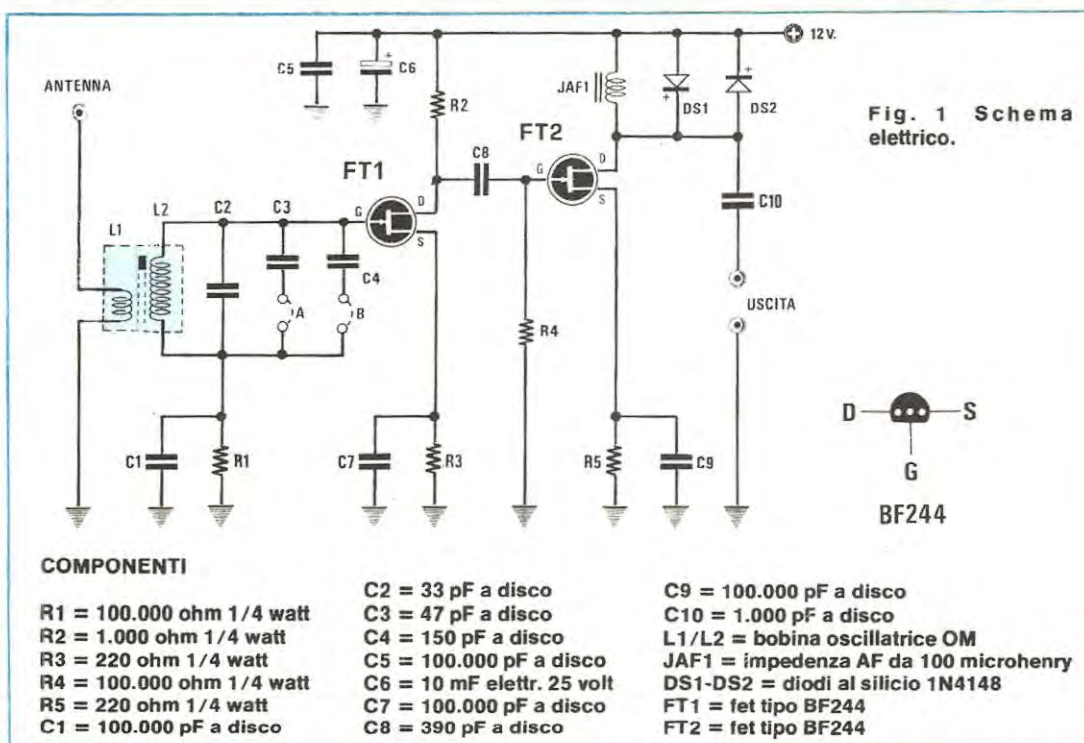 12 V.
C5
C6
ANTENNA
R2
JAF1
DS1
DS2
Fig. 1 Schema
elettrico.
FT1
FT2
C8
C10
L1
L2
C2
C3
C4
G
D
S
G
D
S
A
B
R4
USCITA
C1
R1
C7
R3
R5
C9
D
S
G
BF244
COMPONENTI
R1 = 100.000 ohm 1/4 watt
R2 = 1.000 ohm 1/4 watt
R3 = 220 ohm 1/4 watt
R4 = 100.000 ohm 1/4 watt
R5 = 220 ohm 1/4 watt
C1 = 100.000 pF a disco
C2 = 33 pF a disco
C3 = 47 pF a disco
C4 = 150 pF a disco
C5 = 100.000 pF a disco
C6 = 10 mF elettr. 25 volt
C7 = 100.000 pF a disco
C8 = 390 pF a disco
C9 = 100.000 pF a disco
C10 = 1.000 pF a disco
L1/L2 = bobina oscillatrice OM
JAF1 = impedenza AF da 100 microhenry
DS1-DS2 = diodi al silicio 1N4148
FT1 = fet tipo BF244
FT2 = fet tipo BF244